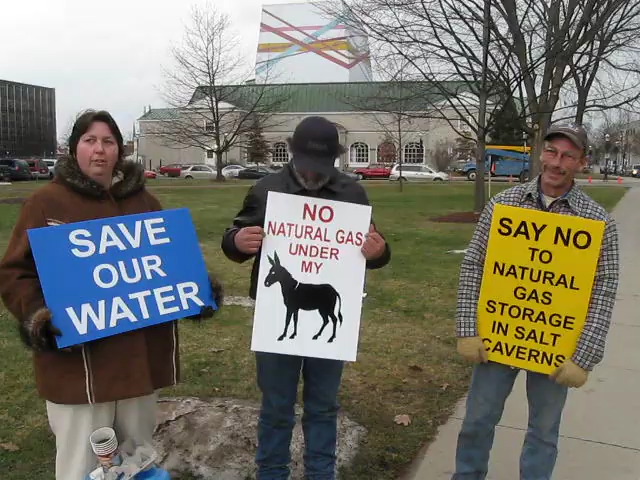 SAVE
OUR
WATER
NO
NATURAL GAS
UNDER
MY
SAY NO
TO
NATURAL
GAS
STORAGE
IN SALT
CAVERNS